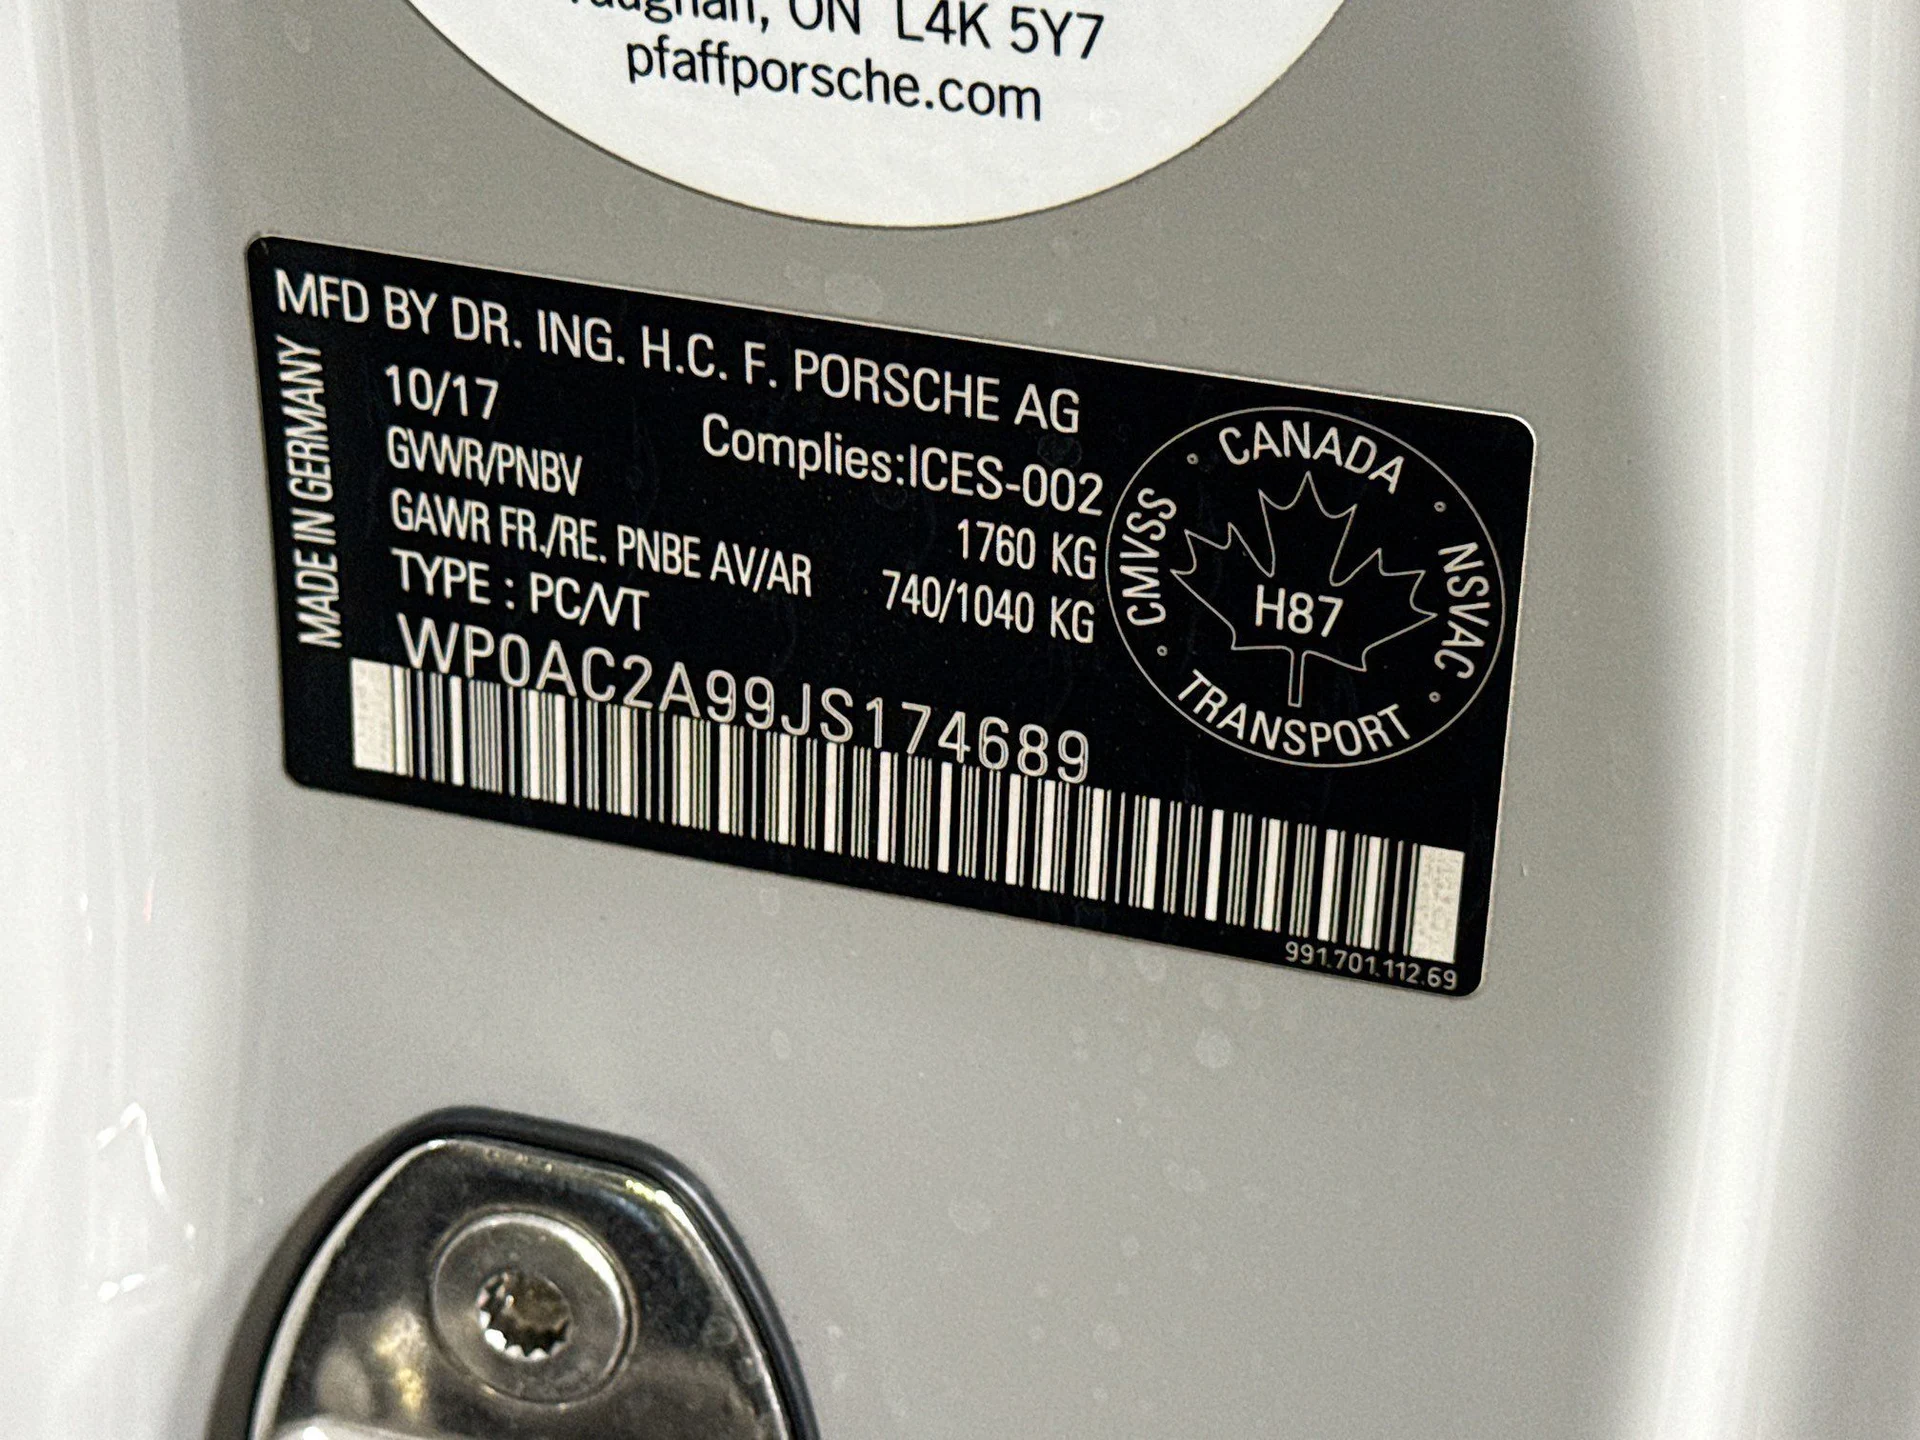 Vaughan, ON L4K 5Y7
pfaffporsche.com
MFD BY DR. ING. H.C. F. PORSCHE AG
MADE IN GERMANY
10/17
Complies:ICES-002
GVWR/PNBV 1760 KG
GAWR FR./RE. PNBE AV/AR 740/1040 KG
TYPE : PC/VT
WP0AC2A99JS174689
CANADA
CMVSS
NSVAC
H87
TRANSPORT
991.701.112.69